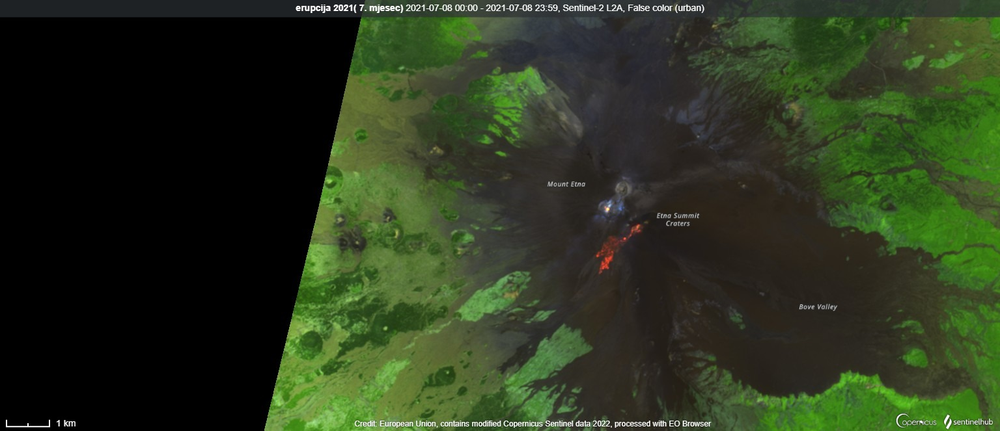 erupcija 2021( 7. mjesec) 2021-07-08 00:00 - 2021-07-08 23:59, Sentinel-2 L2A, False color (urban)
Mount Etna
Etna Summit
Craters
Bove Valley
1 km
Credit: European Union, contains modified Copernicus Sentinel data 2022, processed with EO Browser
Copernicus
sentinelhub